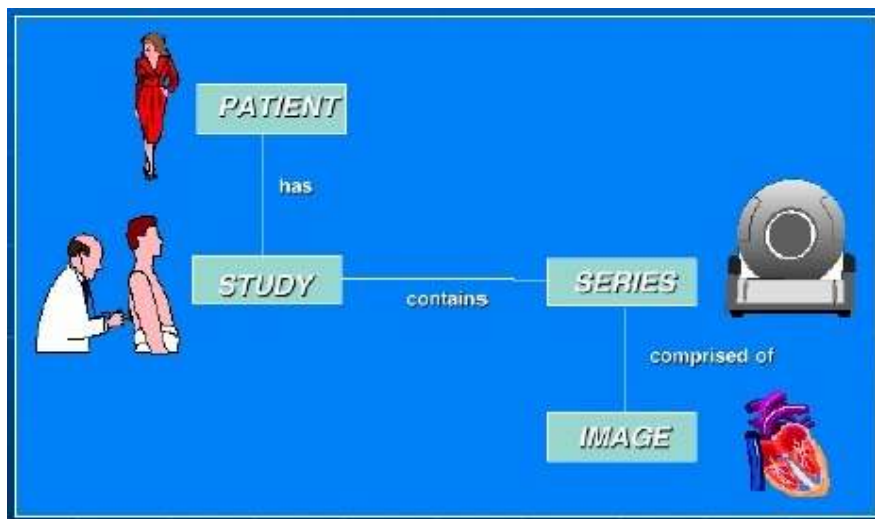 PATIENT
has
STUDY
contains
SERIES
comprised of
IMAGE